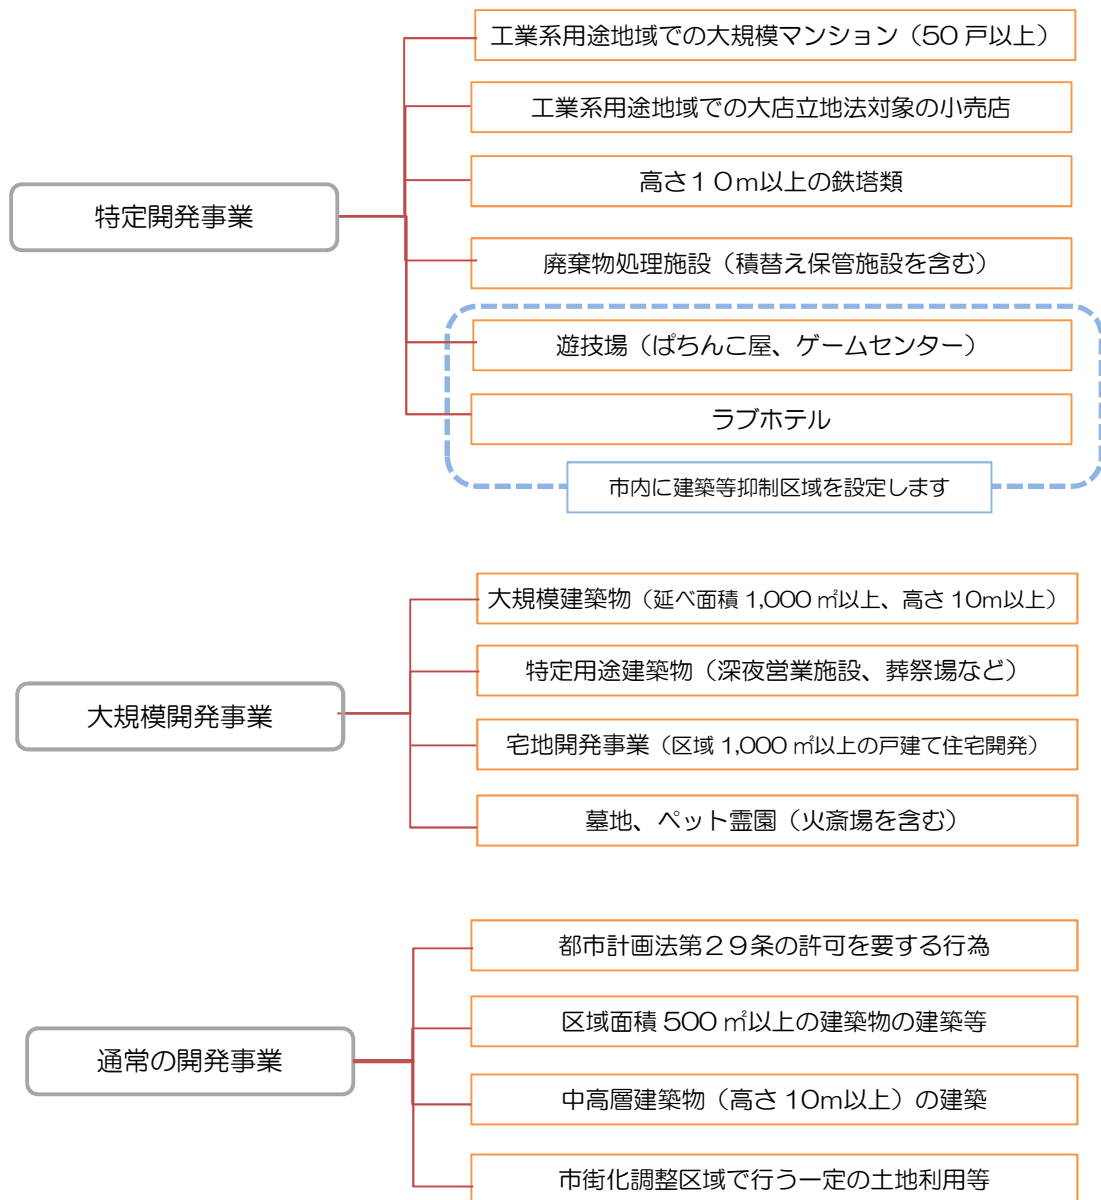 工業系用途地域での大規模マンション（50戸以上）
工業系用途地域での大店立地法対象の小売店
高さ１０ｍ以上の鉄塔類
特定開発事業
廃棄物処理施設（積替え保管施設を含む）
遊技場（ぱちんこ屋、ゲームセンター）
ラブホテル
市内に建築等抑制区域を設定します
大規模建築物（延べ面積 1,000 ㎡以上、高さ 10m以上）
特定用途建築物（深夜営業施設、葬祭場など）
大規模開発事業
宅地開発事業（区域 1,000 ㎡以上の戸建て住宅開発）
墓地、ペット霊園（火斎場を含む）
都市計画法第２９条の許可を要する行為
区域面積 500 ㎡以上の建築物の建築等
通常の開発事業
中高層建築物（高さ 10m以上）の建築
市街化調整区域で行う一定の土地利用等